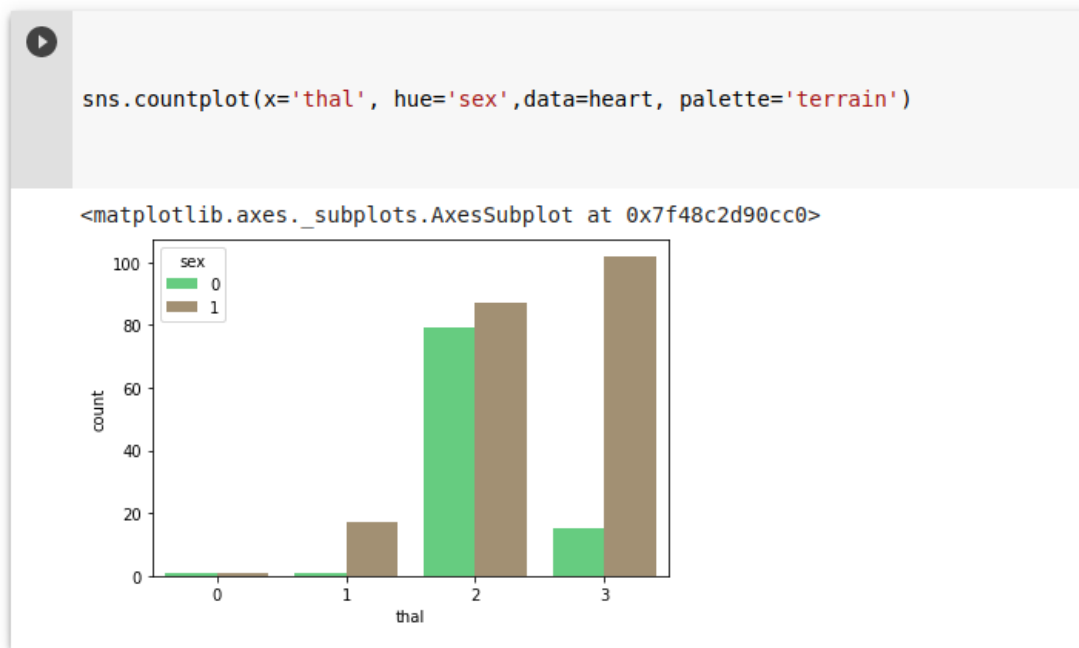 sns.countplot(x='thal', hue='sex',data=heart, palette='terrain')
<matplotlib.axes._subplots.AxesSubplot at 0x7f48c2d90cc0>
sex
0
1
100
80
60
40
20
0
count
0 1 2 3
thal